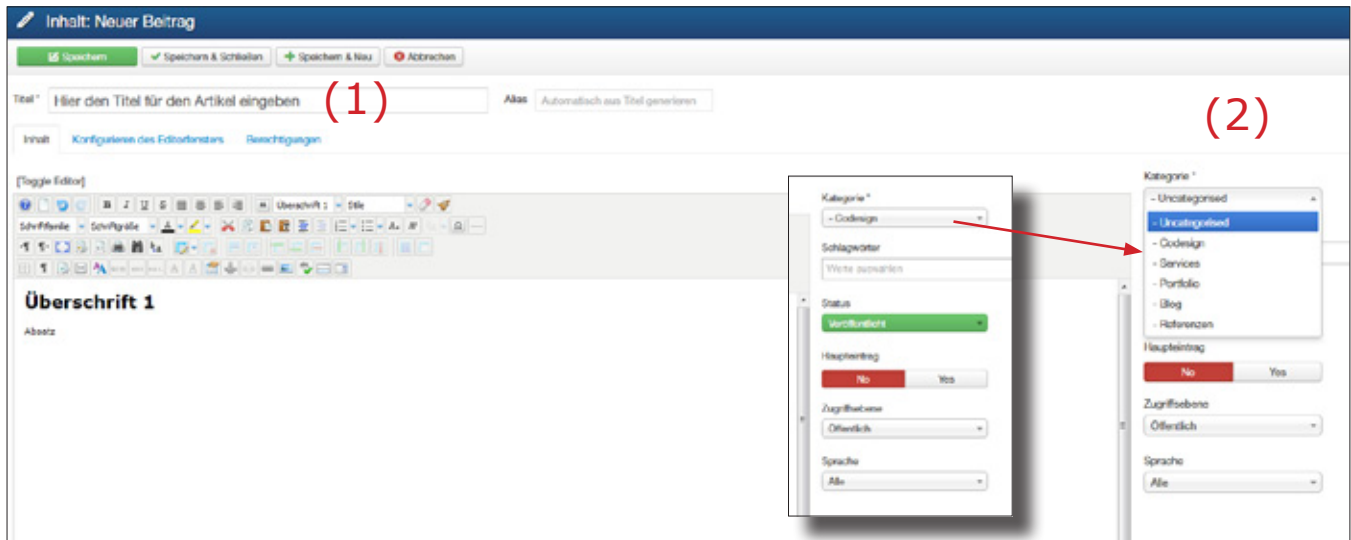 Inhalt: Neuer Beitrag
Speichern Speichern & Schließen Speichern & Neu Abbrechen
Titel * Hier den Titel für den Artikel eingeben (1) Alias Automatisch aus Titel generieren (2)
Inhalt Konfigurieren des Editorfensters Berechtigungen
[Toggle Editor]
B I U S Überschrift 1 Stile
Schriftfamilie Schriftgröße
Überschrift 1
Absatz
Kategorie *
- Codesign
Schlagwörter
Werte auswählen
Status
Veröffentlicht
Haupteintrag
No Yes
Zugriffsebene
Öffentlich
Sprache
Alle
Kategorie *
- Uncategorised
- Uncategorised
- Codesign
- Services
- Portfolio
- Blog
- Referenzen
Haupteintrag
No Yes
Zugriffsebene
Öffentlich
Sprache
Alle